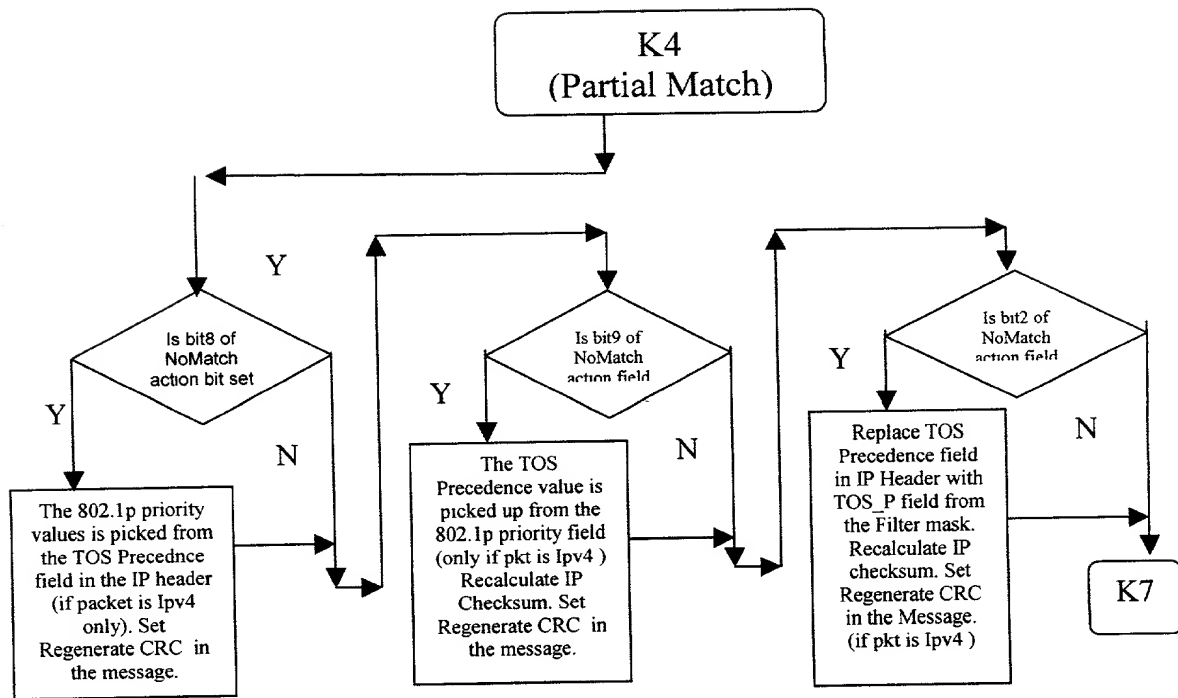 K4
(Partial Match)
Y
Is bit8 of
NoMatch
action bit set
Y
N
The 802.1p priority
values is picked from
the TOS Precednce
field in the IP header
(if packet is Ipv4
only). Set
Regenerate CRC in
the message.
Is bit9 of
NoMatch
action field
Y
N
The TOS
Precedence value is
picked up from the
802.1p priority field
(only if pkt is Ipv4 )
Recalculate IP
Checksum. Set
Regenerate CRC in
the message.
Is bit2 of
NoMatch
action field
Y
N
Replace TOS
Precedence field
in IP Header with
TOS_P field from
the Filter mask.
Recalculate IP
checksum. Set
Regenerate CRC
in the Message.
(if pkt is Ipv4 )
K7